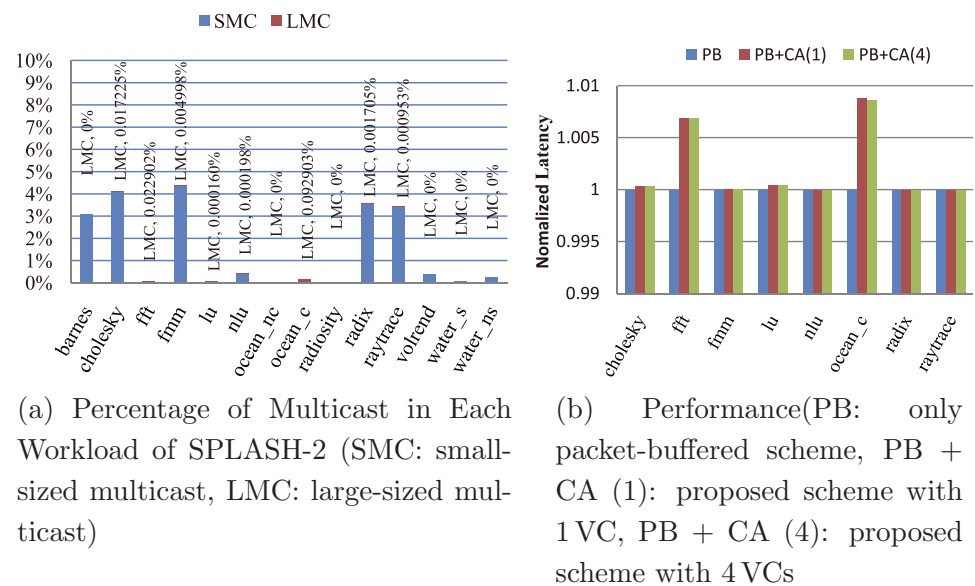 SMC LMC
10%
9%
8%
7%
6%
5%
4%
3%
2%
1%
0%
LMC, 0%
LMC, 0.017225%
LMC, 0.022902%
LMC, 0.004998%
LMC, 0.000160%
LMC, 0.000198%
LMC, 0%
LMC, 0.092903%
LMC, 0%
LMC, 0.001705%
LMC, 0.000953%
LMC, 0%
LMC, 0%
LMC, 0%
barnes
cholesky
fft
fmm
lu
nlu
ocean_nc
ocean_c
radiosity
radix
raytrace
volrend
water_s
water_ns
(a) Percentage of Multicast in Each
Workload of SPLASH-2 (SMC: small-
sized multicast, LMC: large-sized mul-
ticast)
PB PB+CA(1) PB+CA(4)
Nomalized Latency
1.01
1.005
1
0.995
0.99
cholesky
fft
fmm
lu
nlu
ocean_c
radix
raytrace
(b) Performance(PB: only
packet-buffered scheme, PB +
CA (1): proposed scheme with
1 VC, PB + CA (4): proposed
scheme with 4 VCs